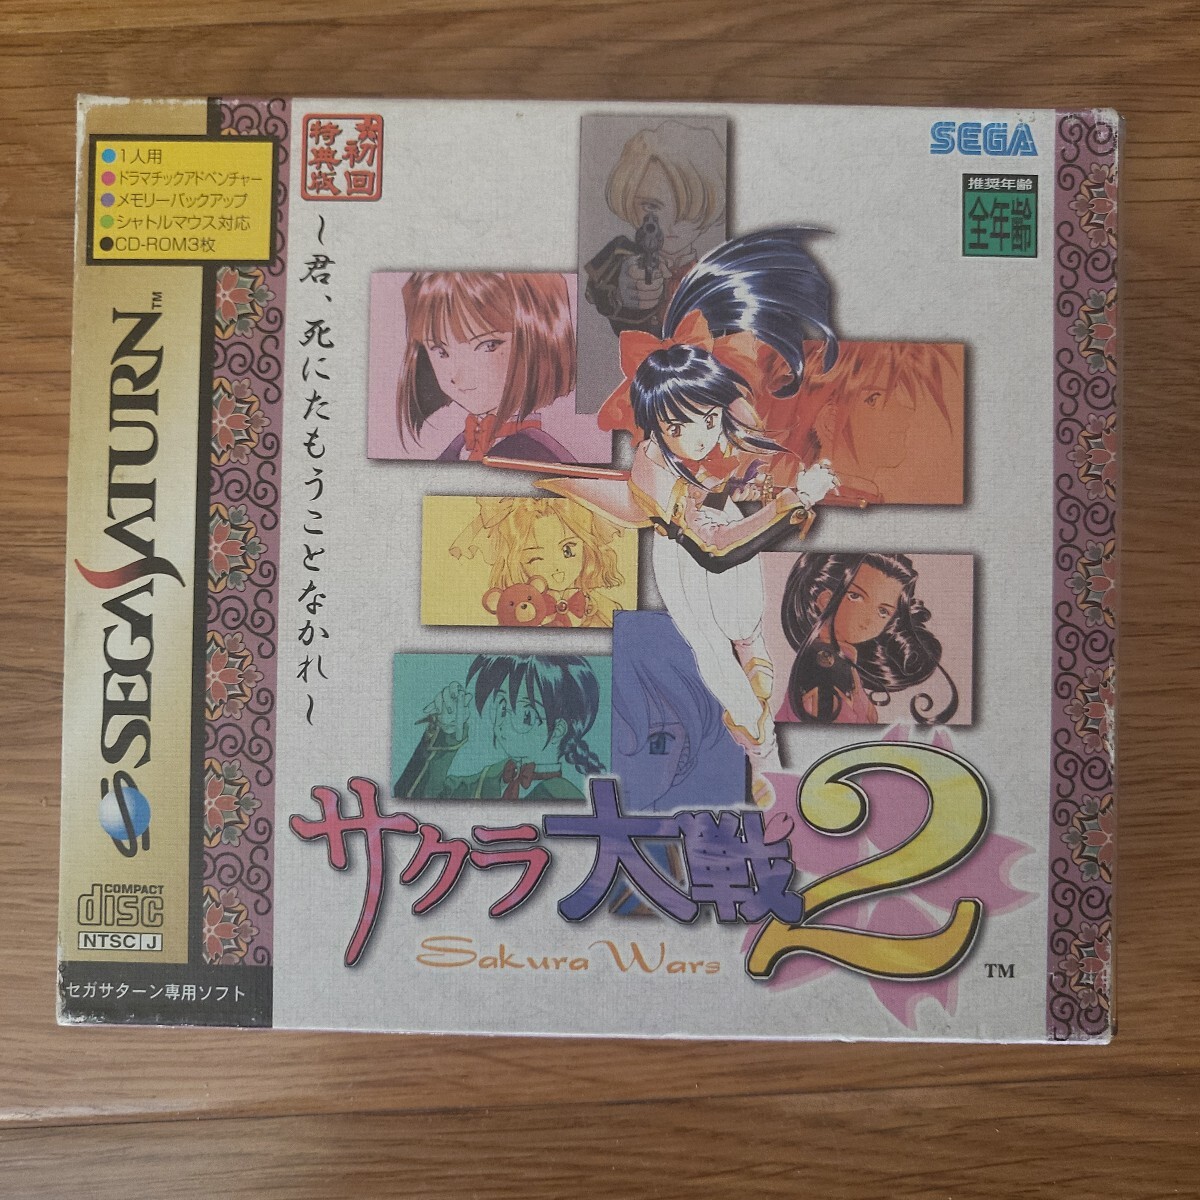 ●1人用
●ドラマチックアドベンチャー
●メモリーバックアップ
●シャトルマウス対応
●CD-ROM3枚
SEGA SATURN™
COMPACT
disc
NTSC J
セガサターン専用ソフト
初回
特典版
～君、死にたもうことなかれ～
SEGA
推奨年齢
全年齢
サクラ大戦2
Sakura Wars
TM